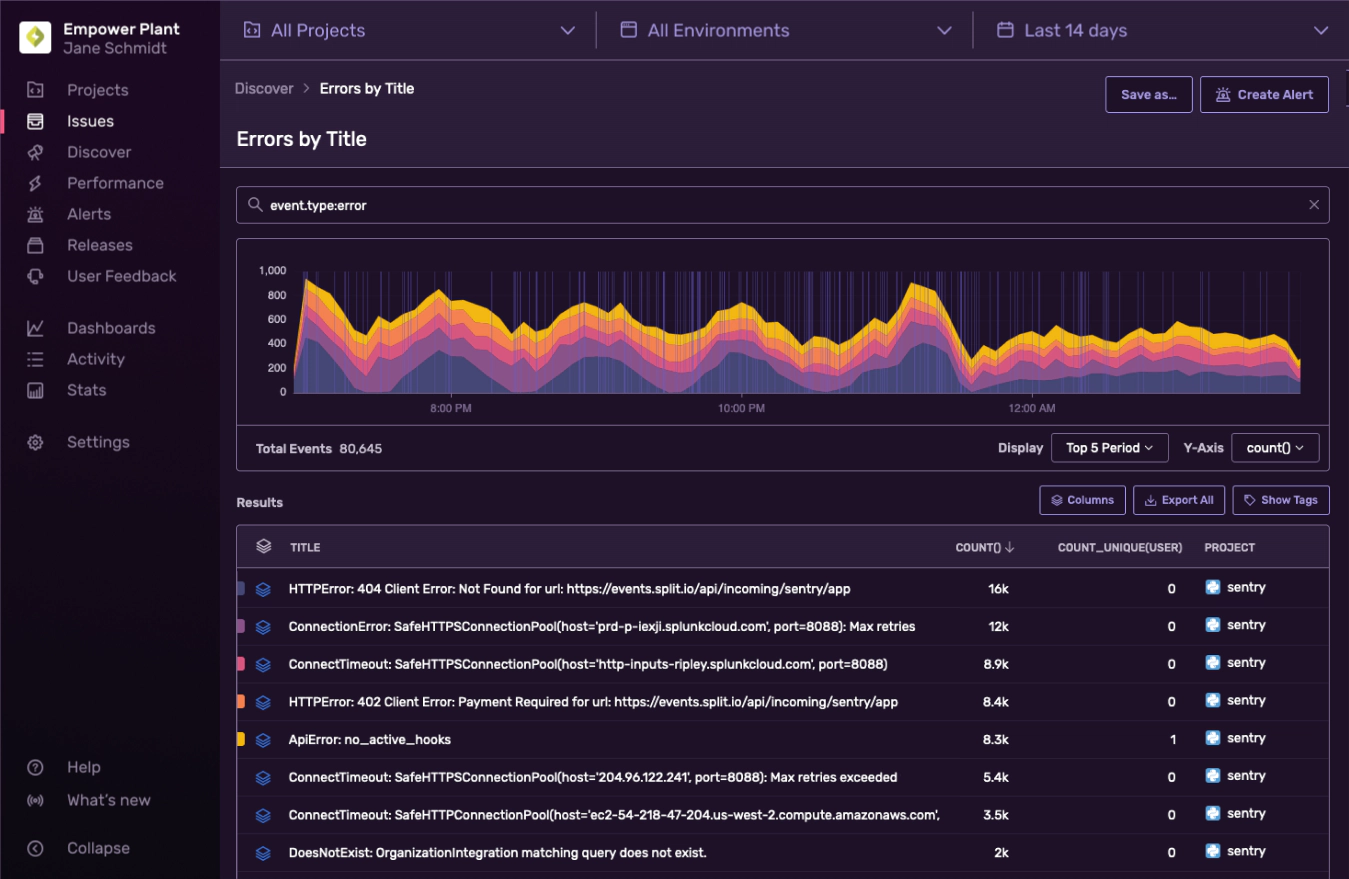 Empower Plant
Jane Schmidt
Projects
Issues
Discover
Performance
Alerts
Releases
User Feedback
Dashboards
Activity
Stats
Settings
Help
What's new
Collapse
All Projects
All Environments
Last 14 days
Discover > Errors by Title
Save as...
Create Alert
Errors by Title
event.type:error
1,000
800
600
400
200
0
8:00 PM
10:00 PM
12:00 AM
Total Events 80,645
Display Top 5 Period
Y-Axis count()
Results
Columns
Export All
Show Tags
TITLE COUNT() COUNT_UNIQUE(USER) PROJECT
HTTPError: 404 Client Error: Not Found for url: https://events.split.io/api/incoming/sentry/app 16k 0 sentry
ConnectionError: SafeHTTPSConnectionPool(host='prd-p-iexji.splunkcloud.com', port=8088): Max retries 12k 0 sentry
ConnectTimeout: SafeHTTPSConnectionPool(host='http-inputs-ripley.splunkcloud.com', port=8088) 8.9k 0 sentry
HTTPError: 402 Client Error: Payment Required for url: https://events.split.io/api/incoming/sentry/app 8.4k 0 sentry
ApiError: no_active_hooks 8.3k 1 sentry
ConnectTimeout: SafeHTTPSConnectionPool(host='204.96.122.241', port=8088): Max retries exceeded 5.4k 0 sentry
ConnectTimeout: SafeHTTPConnectionPool(host='ec2-54-218-47-204.us-west-2.compute.amazonaws.com', 3.5k 0 sentry
DoesNotExist: OrganizationIntegration matching query does not exist. 2k 0 sentry